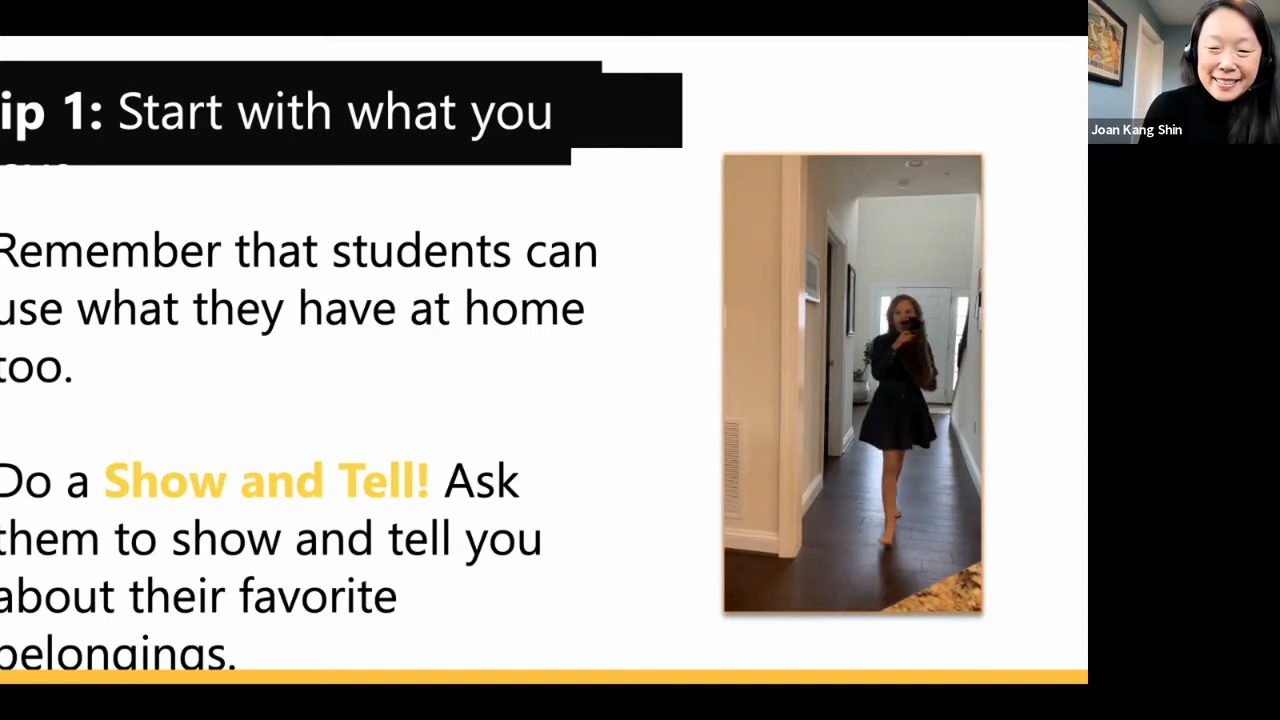 ip 1: Start with what you
Remember that students can
use what they have at home
too.
Do a Show and Tell! Ask
them to show and tell you
about their favorite
belongings.
Joan Kang Shin